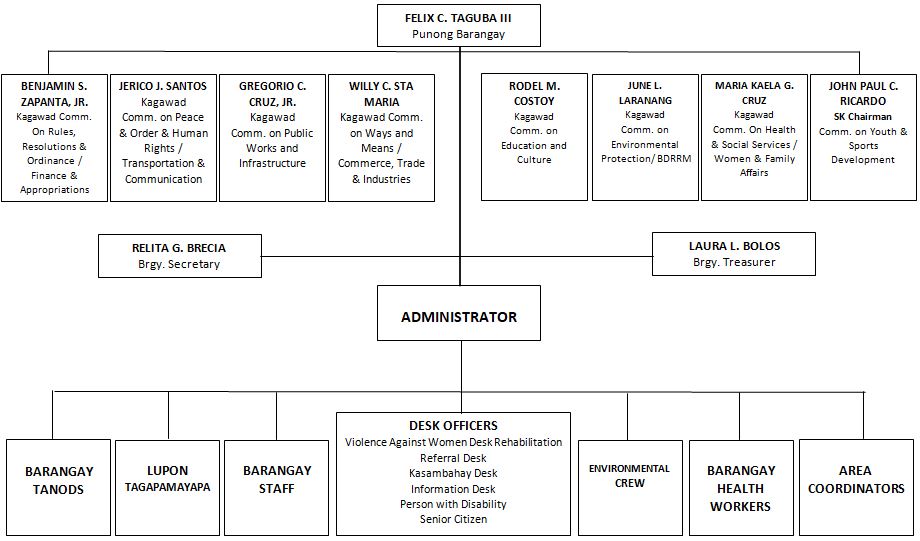 FELIX C. TAGUBA III
Punong Barangay
BENJAMIN S.
ZAPANTA, JR.
Kagawad Comm.
On Rules,
Resolutions &
Ordinance /
Finance &
Appropriations
JERICO J. SANTOS
Kagawad
Comm. on Peace
& Order & Human
Rights /
Transportation &
Communication
GREGORIO C.
CRUZ, JR.
Kagawad
Comm. on Public
Works and
Infrastructure
WILLY C. STA
MARIA
Kagawad Comm.
on Ways and
Means /
Commerce, Trade
& Industries
RODEL M.
COSTOY
Kagawad
Comm. on
Education and
Culture
JUNE L.
LARANANG
Kagawad
Comm. on
Environmental
Protection/ BDRRM
MARIA KAELA G.
CRUZ
Kagawad
Comm. On Health
& Social Services /
Women & Family
Affairs
JOHN PAUL C.
RICARDO
SK Chairman
Comm. on Youth &
Sports
Development
RELITA G. BRECIA
Brgy. Secretary
LAURA L. BOLOS
Brgy. Treasurer
ADMINISTRATOR
BARANGAY
TANODS
LUPON
TAGAPAMAYAPA
BARANGAY
STAFF
DESK OFFICERS
Violence Against Women Desk Rehabilitation
Referral Desk
Kasambahay Desk
Information Desk
Person with Disability
Senior Citizen
ENVIRONMENTAL
CREW
BARANGAY
HEALTH
WORKERS
AREA
COORDINATORS